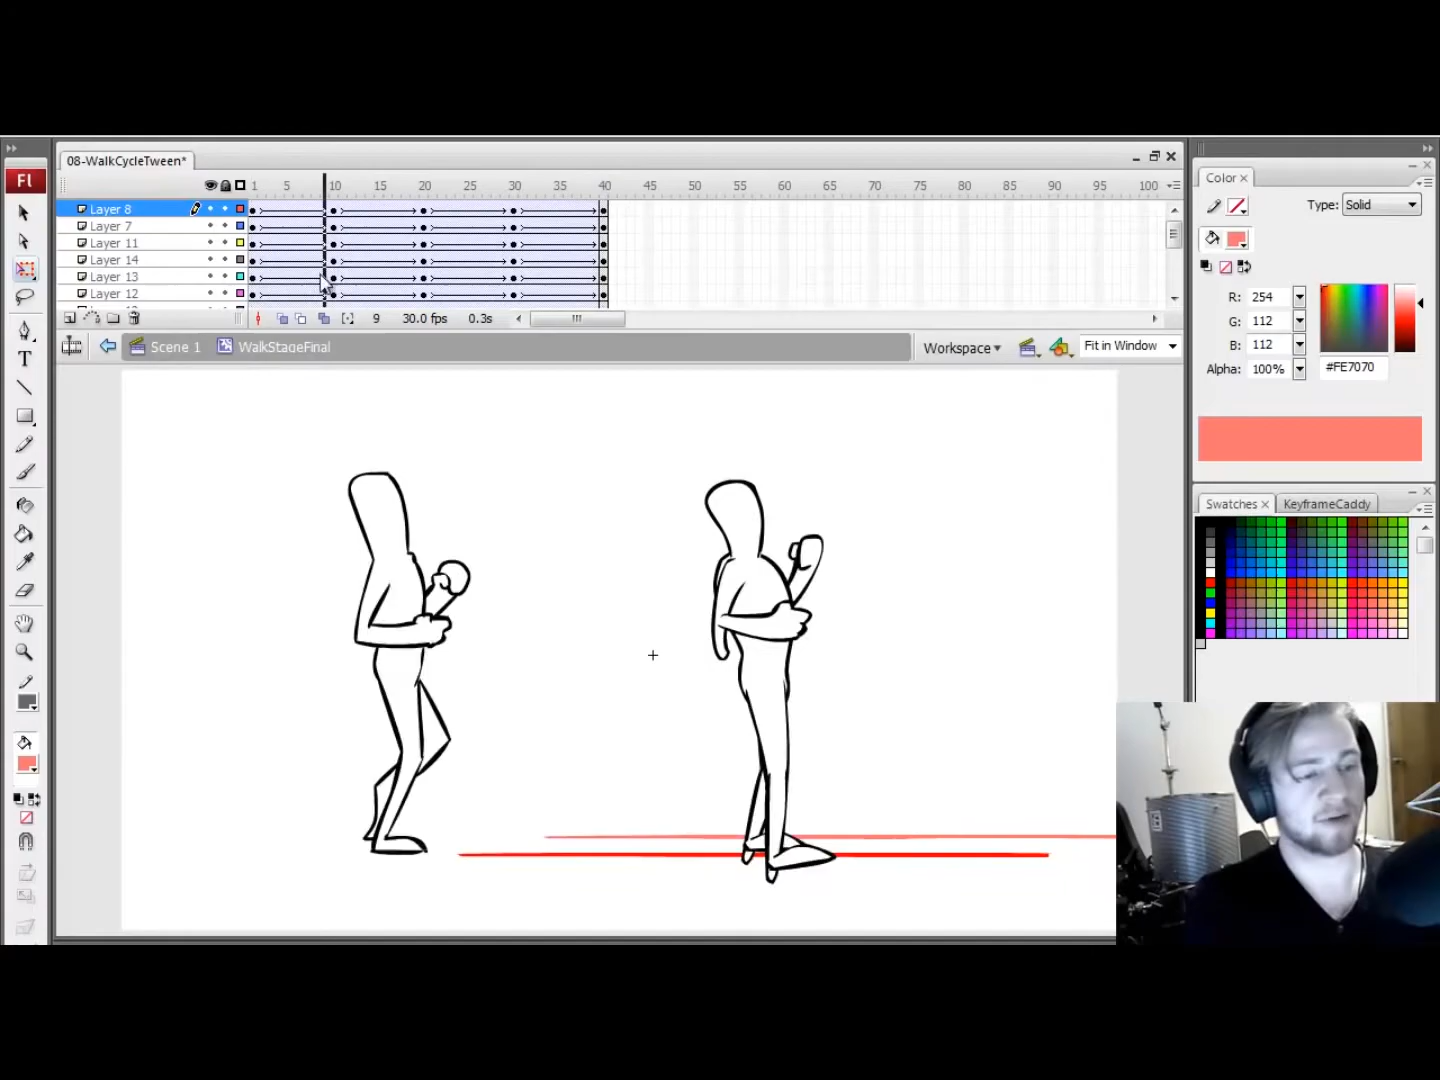 08-WalkCycleTween*
1 5 10 15 20 25 30 35 40 45 50 55 60 65 70 75 80 85 90 95 100
Layer 8
Layer 7
Layer 11
Layer 14
Layer 13
Layer 12
9 30.0 fps 0.3s
Scene 1 WalkStageFinal Workspace Fit in Window
Fl
T
Color
Type: Solid
R: 254
G: 112
B: 112
Alpha: 100% #FE7070
Swatches KeyframeCaddy